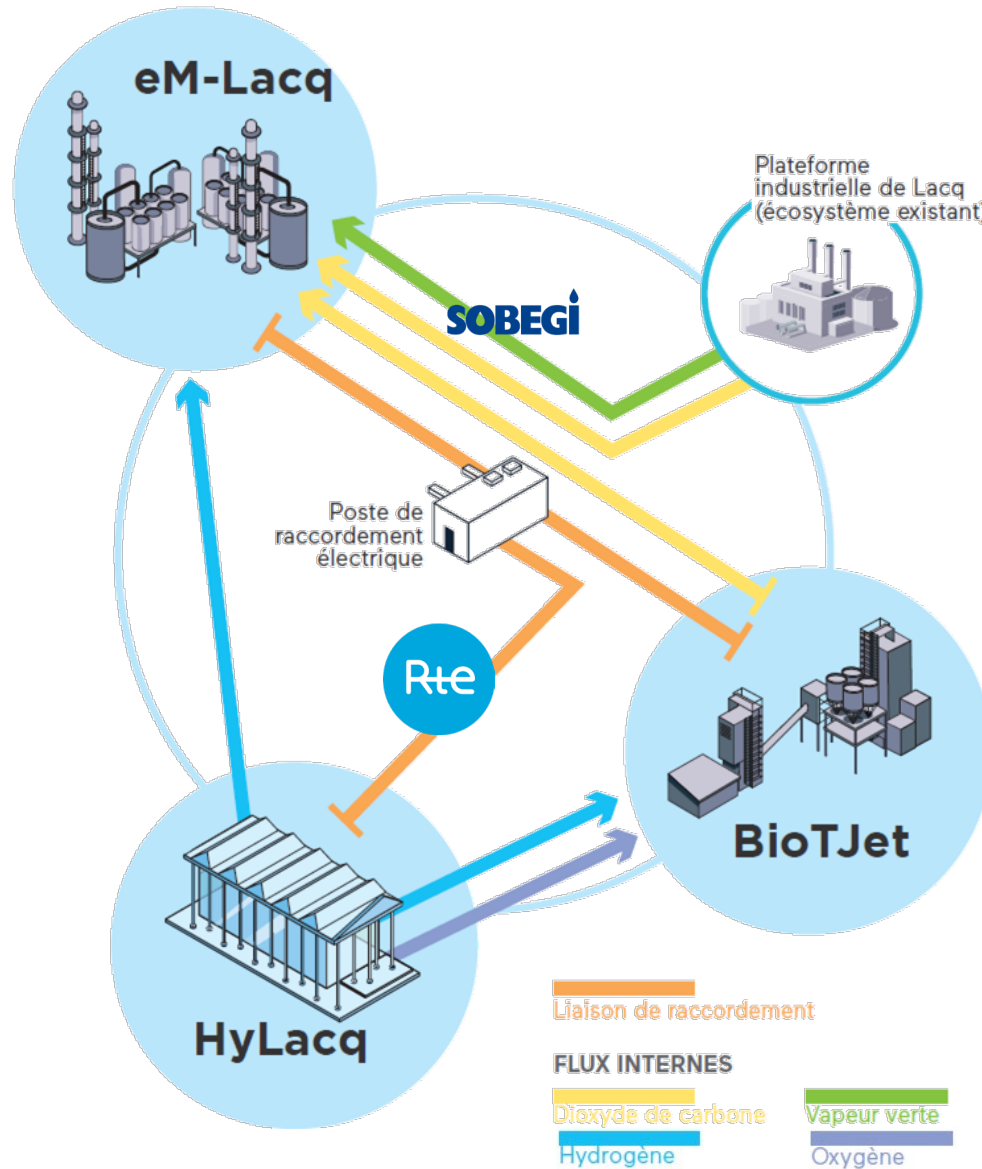 eM-Lacq
Plateforme
industrielle de Lacq
(écosystème existant)
SOBEGI
Poste de
raccordement
électrique
Rte
BioTJet
HyLacq
Liaison de raccordement
FLUX INTERNES
Dioxyde de carbone
Vapeur verte
Hydrogène
Oxygène